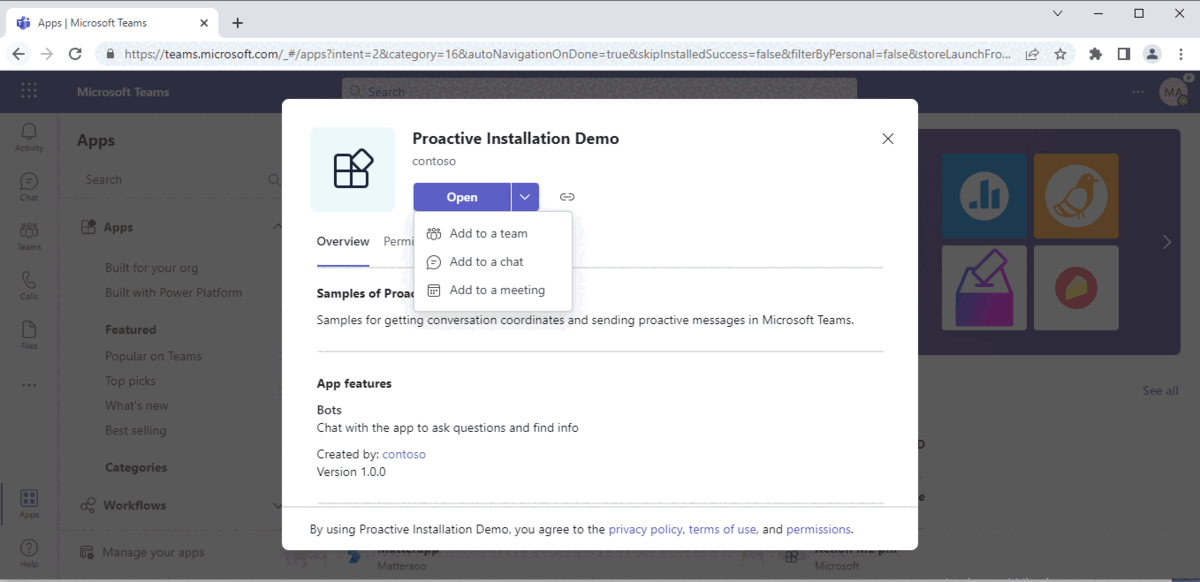 Apps | Microsoft Teams
https://teams.microsoft.com/_#/apps?intent=2&category=16&autoNavigationOnDone=true&skipInstalledSuccess=false&filterByPersonal=false&storeLaunchFro...
Microsoft Teams
Search
MA
Activity
Chat
Teams
Calls
Files
Apps
Help
Apps
Search
Apps
Built for your org
Built with Power Platform
Featured
Popular on Teams
Top picks
What's new
Best selling
Categories
Workflows
Manage your apps
Proactive Installation Demo
contoso
Open
Add to a team
Add to a chat
Add to a meeting
Overview Permi
Samples of Proac
Samples for getting conversation coordinates and sending proactive messages in Microsoft Teams.
App features
Bots
Chat with the app to ask questions and find info
Created by: contoso
Version 1.0.0
By using Proactive Installation Demo, you agree to the privacy policy, terms of use, and permissions.
See all
Matterapp
Microsoft